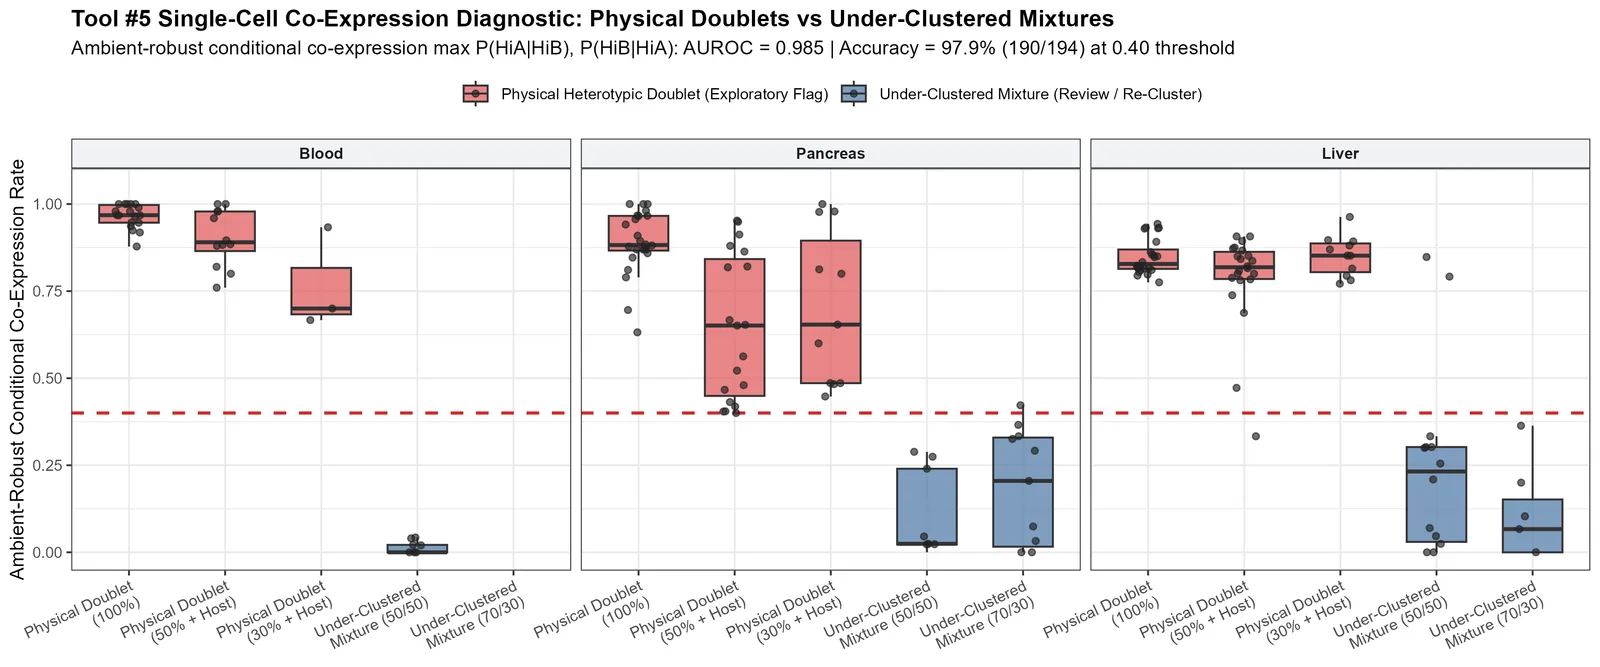 Tool #5 Single-Cell Co-Expression Diagnostic: Physical Doublets vs Under-Clustered Mixtures
Ambient-robust conditional co-expression max P(HiA|HiB), P(HiB|HiA): AUROC = 0.985 | Accuracy = 97.9% (190/194) at 0.40 threshold
Physical Heterotypic Doublet (Exploratory Flag)
Under-Clustered Mixture (Review / Re-Cluster)
Blood
Pancreas
Liver
Ambient-Robust Conditional Co-Expression Rate
1.00
0.75
0.50
0.25
0.00
Physical Doublet
(100%)
Physical Doublet
(50% + Host)
Physical Doublet
(30% + Host)
Under-Clustered
Mixture (50/50)
Under-Clustered
Mixture (70/30)
Physical Doublet
(100%)
Physical Doublet
(50% + Host)
Physical Doublet
(30% + Host)
Under-Clustered
Mixture (50/50)
Under-Clustered
Mixture (70/30)
Physical Doublet
(100%)
Physical Doublet
(50% + Host)
Physical Doublet
(30% + Host)
Under-Clustered
Mixture (50/50)
Under-Clustered
Mixture (70/30)